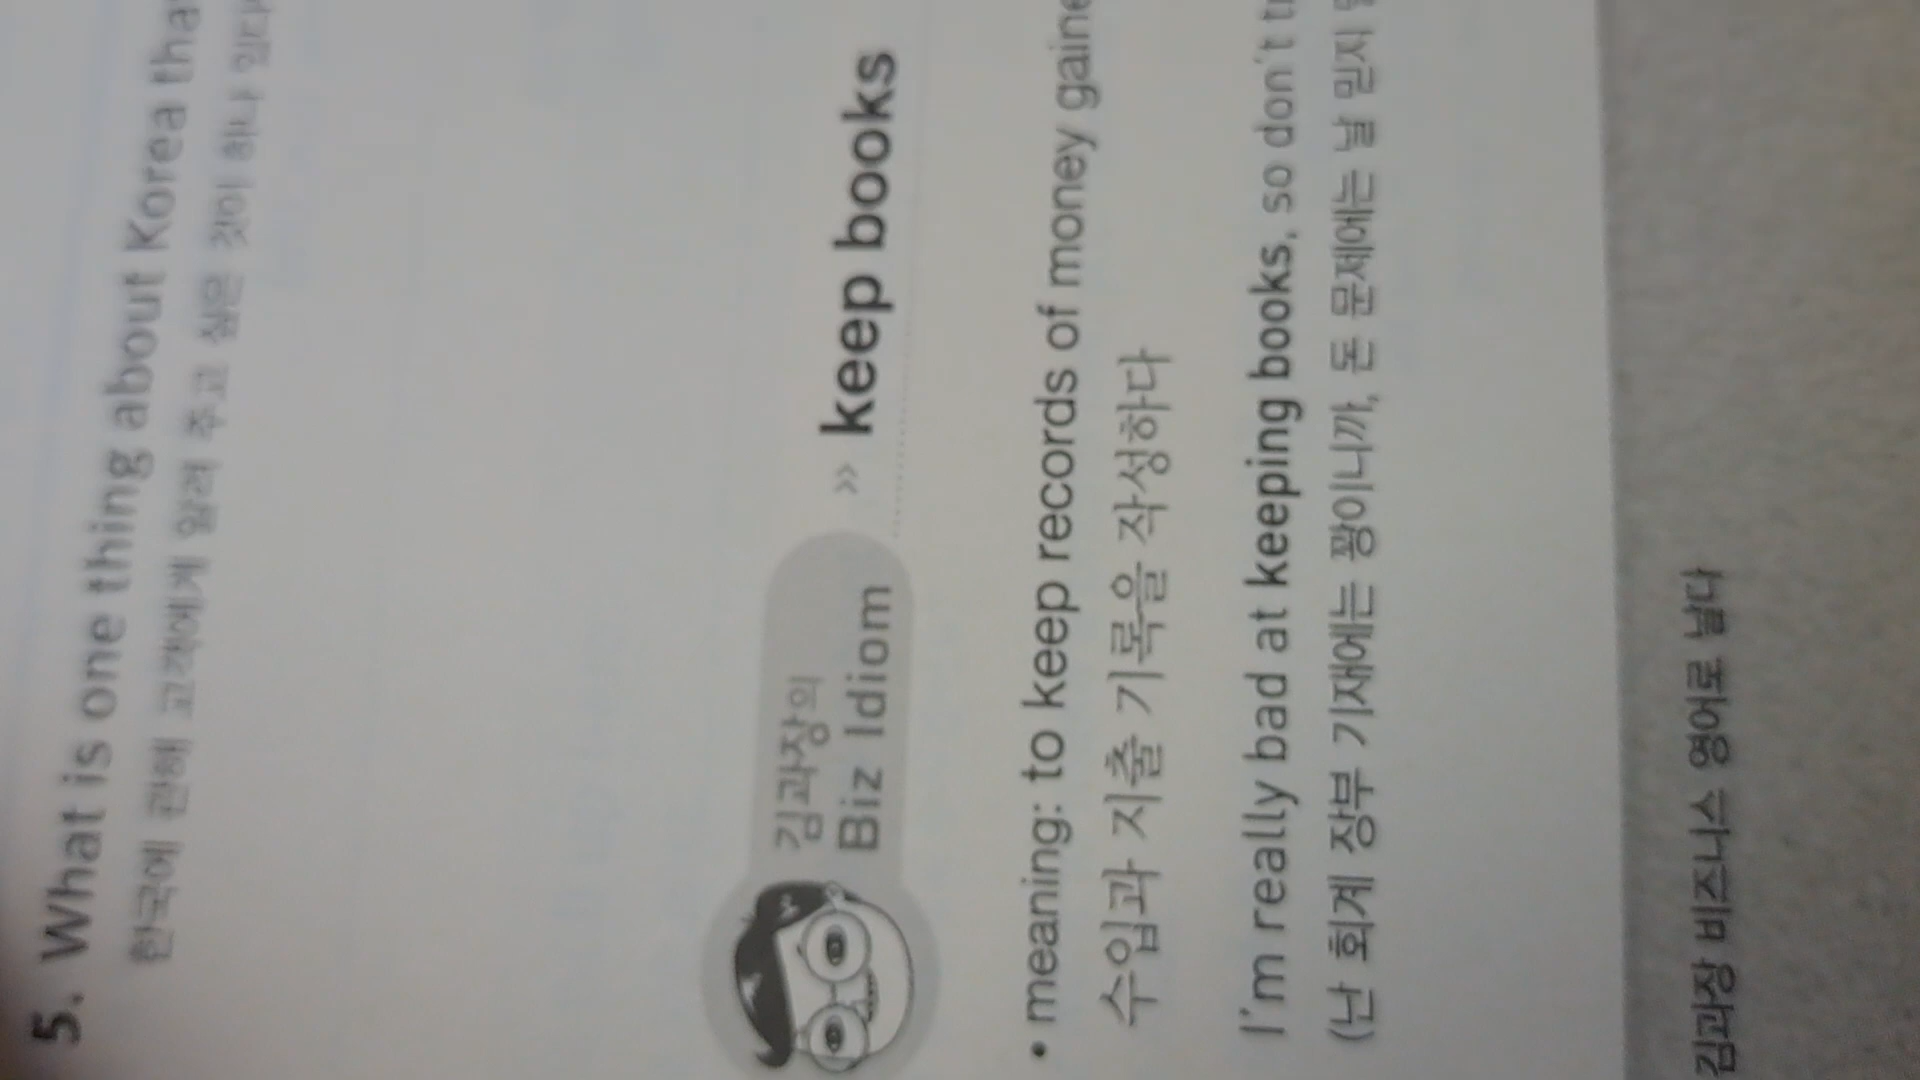 5. What is one thing about Korea tha
한국에 관해 고객에게 알려 주고 싶은 것이 하나 있다
김과장의
Biz Idiom
» keep books
• meaning: to keep records of money gaine
수입과 지출 기록을 작성하다
I'm really bad at keeping books, so don't tr
(난 회계 장부 기재에는 꽝이니까, 돈 문제에는 날 믿지
김과장 비즈니스 영어로 날다